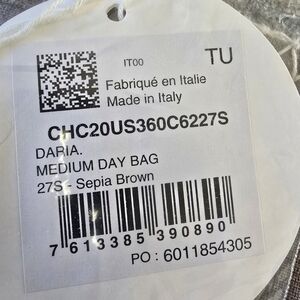 IT00
TU
Fabriqué en Italie
Made in Italy
CHC20US360C6227S
DARIA.
MEDIUM DAY BAG
27S - Sepia Brown
7 613385 390890
PO : 6011854305